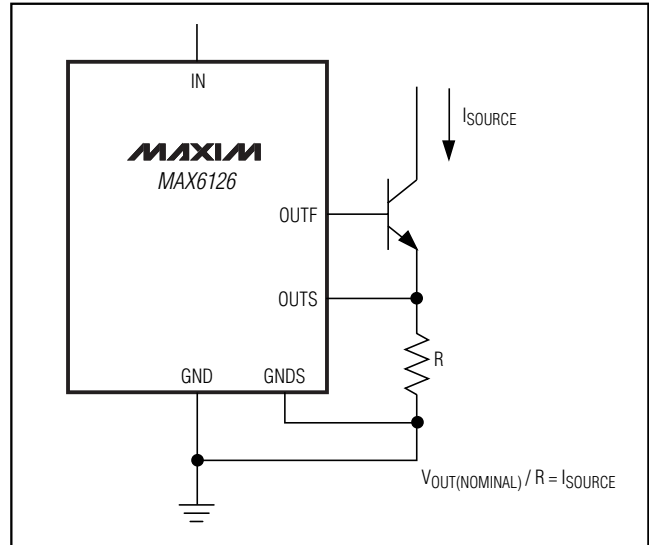 IN
ISOURCE
MAXIM
MAX6126
OUTF
OUTS
R
GND GNDS
VOUT(NOMINAL) / R = ISOURCE